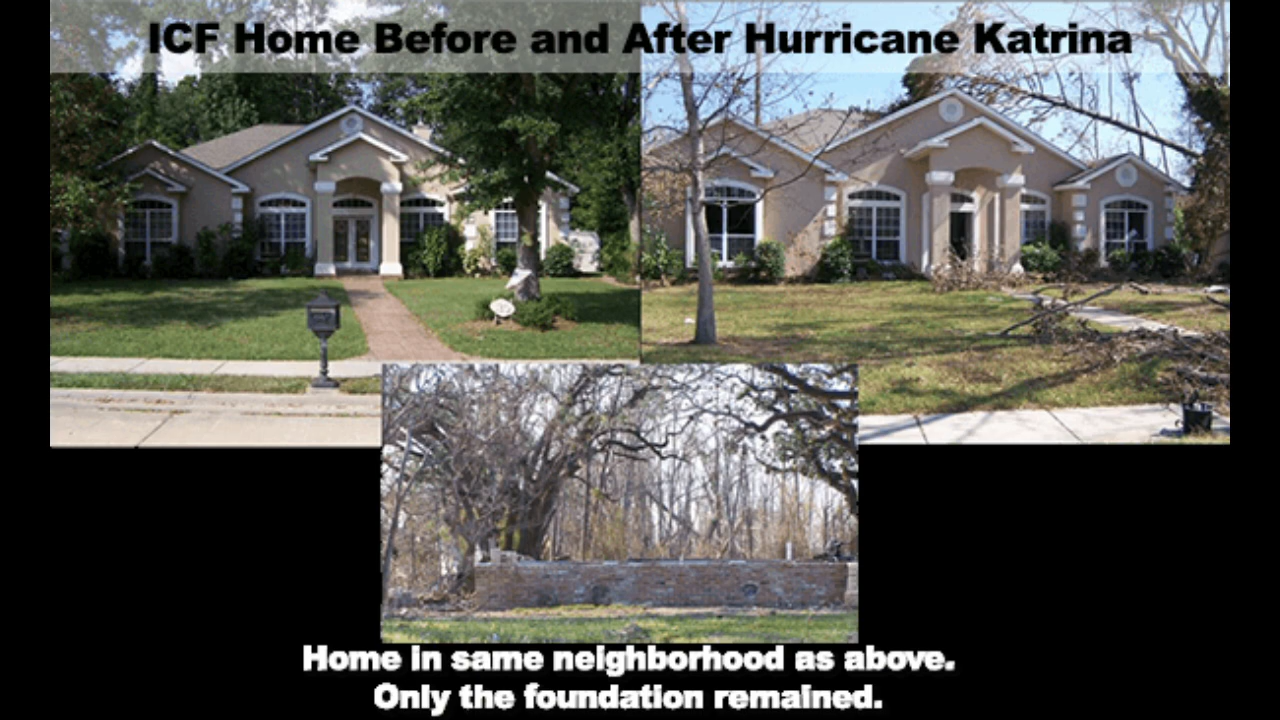 ICF Home Before and After Hurricane Katrina
Home in same neighborhood as above.
Only the foundation remained.